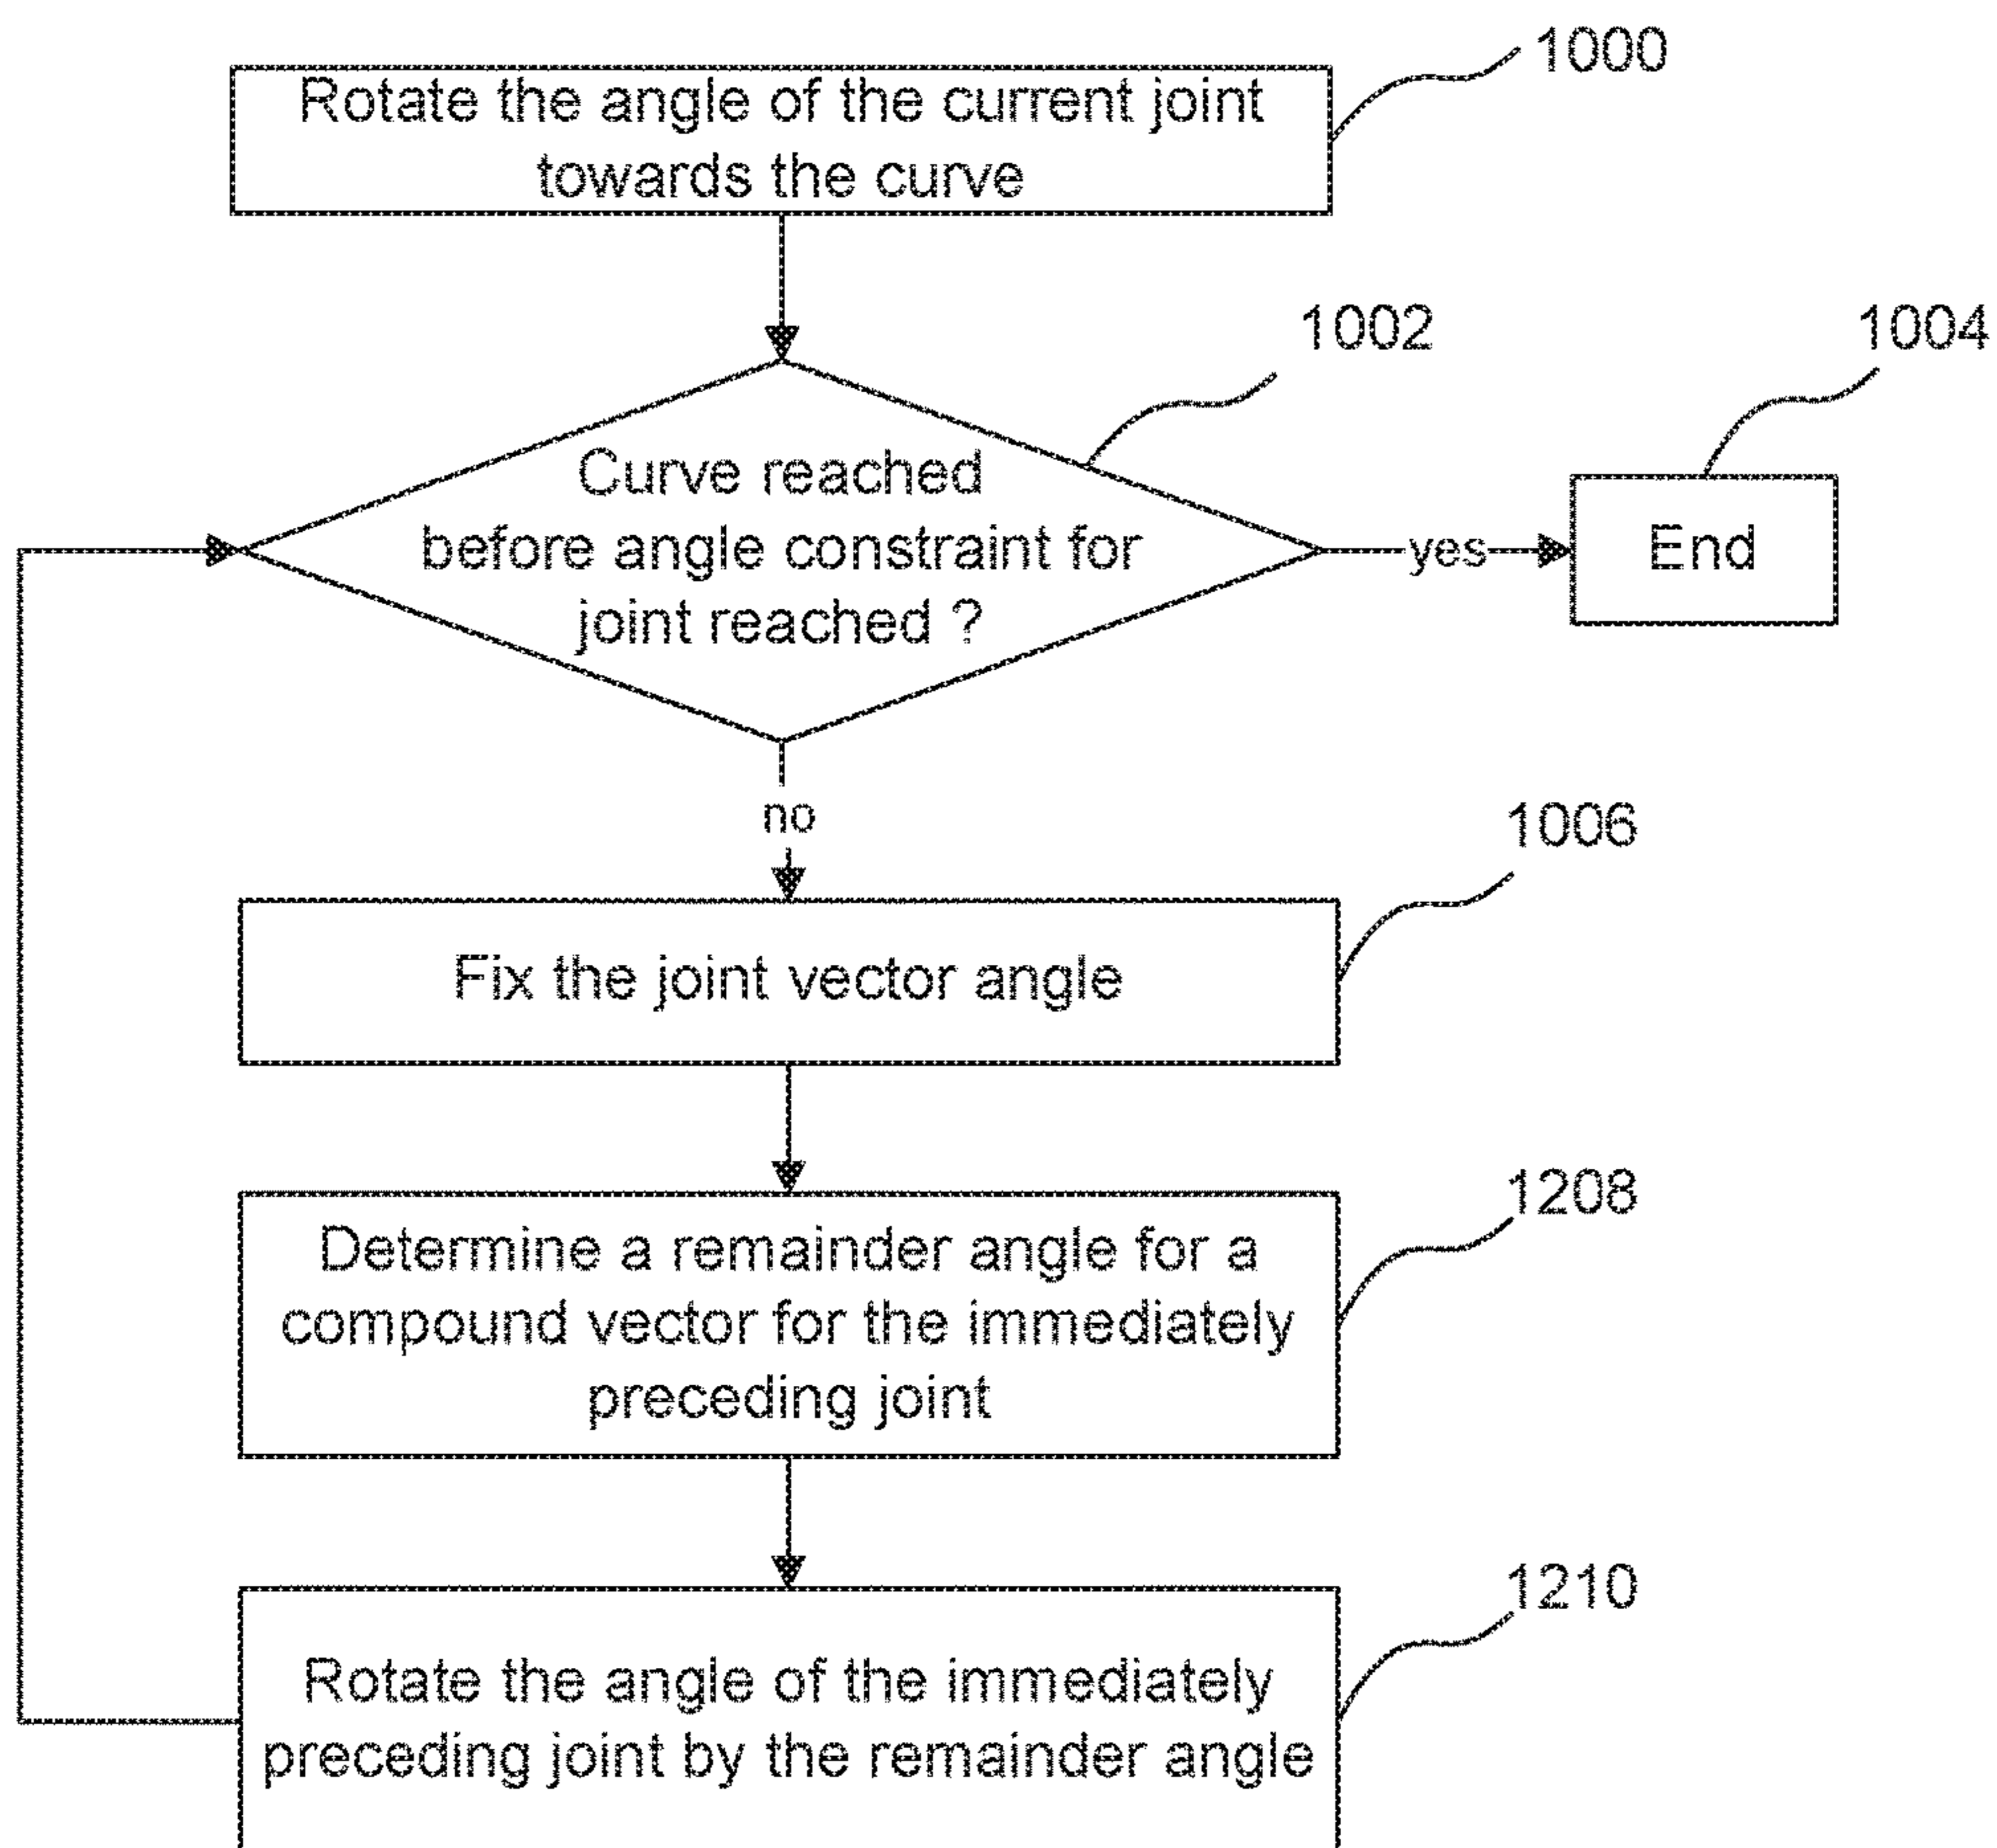 1000
Rotate the angle of the current joint
towards the curve
1002
1004
Curve reached
before angle constraint for
joint reached ?
yes
End
no
1006
Fix the joint vector angle
1208
Determine a remainder angle for a
compound vector for the immediately
preceding joint
1210
Rotate the angle of the immediately
preceding joint by the remainder angle